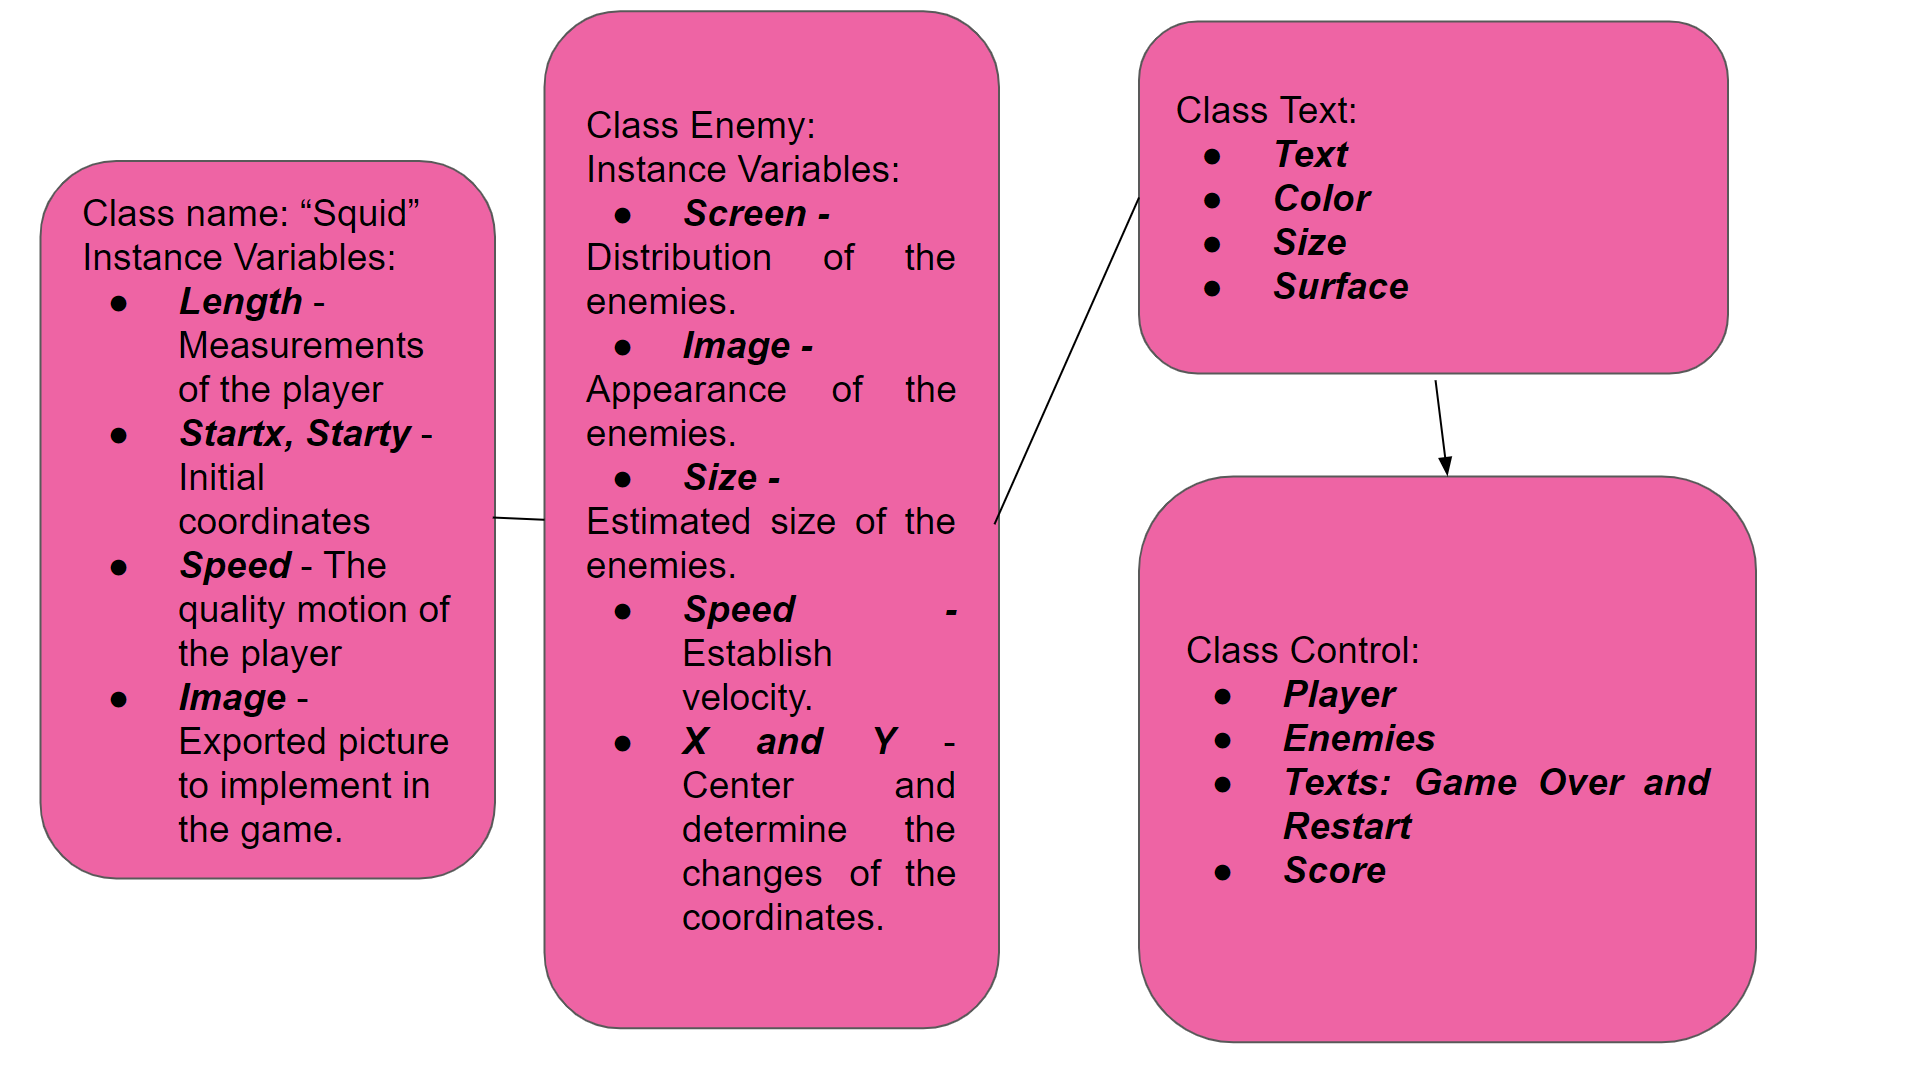 Class name: “Squid”
Instance Variables:
● Length -
Measurements
of the player
● Startx, Starty -
Initial
coordinates
● Speed - The
quality motion of
the player
● Image -
Exported picture
to implement in
the game.
Class Enemy:
Instance Variables:
● Screen -
Distribution of the
enemies.
● Image -
Appearance of the
enemies.
● Size -
Estimated size of the
enemies.
● Speed -
Establish
velocity.
● X and Y -
Center and
determine the
changes of the
coordinates.
Class Text:
● Text
● Color
● Size
● Surface
Class Control:
● Player
● Enemies
● Texts: Game Over and
Restart
● Score